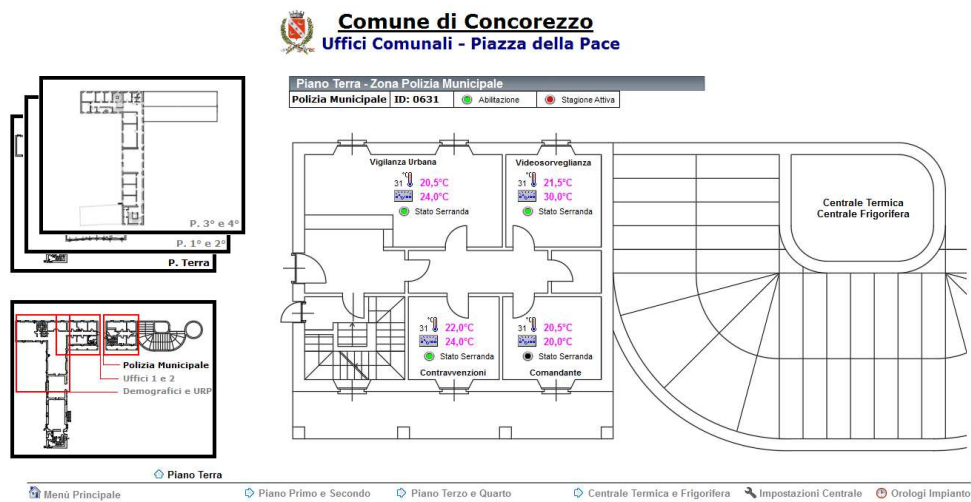 Comune di Concorezzo
Uffici Comunali - Piazza della Pace
Piano Terra - Zona Polizia Municipale
Polizia Municipale ID: 0631 Abilitazione Stagione Attiva
P. 3° e 4°
P. 1° e 2°
P. Terra
Vigilanza Urbana
°C
31 20,5°C
24,0°C
Stato Serranda
Videosorveglianza
°C
31 21,5°C
30,0°C
Stato Serranda
Centrale Termica
Centrale Frigorifera
°C
31 22,0°C
24,0°C
Stato Serranda
Contravvenzioni
°C
31 20,5°C
20,0°C
Stato Serranda
Comandante
Polizia Municipale
Uffici 1 e 2
Demografici e URP
Piano Terra
Menù Principale Piano Primo e Secondo Piano Terzo e Quarto Centrale Termica e Frigorifera Impostazioni Centrale Orologi Impianto